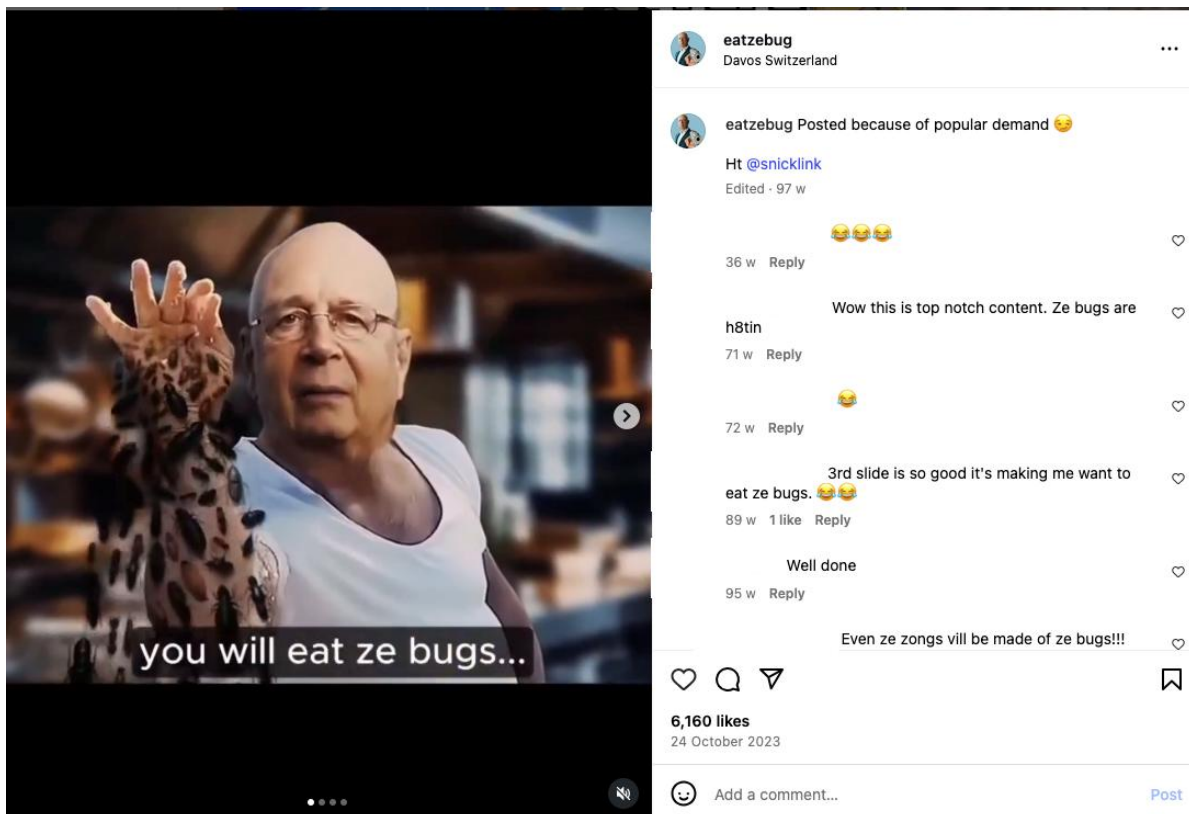 you will eat ze bugs...
eatzebug
Davos Switzerland
eatzebug Posted because of popular demand 😏
Ht @snicklink
Edited · 97 w
😂😂😂
36 w Reply
Wow this is top notch content. Ze bugs are
h8tin
71 w Reply
😂
72 w Reply
3rd slide is so good it's making me want to
eat ze bugs. 😂😂
89 w 1 like Reply
Well done
95 w Reply
Even ze zongs vill be made of ze bugs!!!
6,160 likes
24 October 2023
Add a comment...
Post